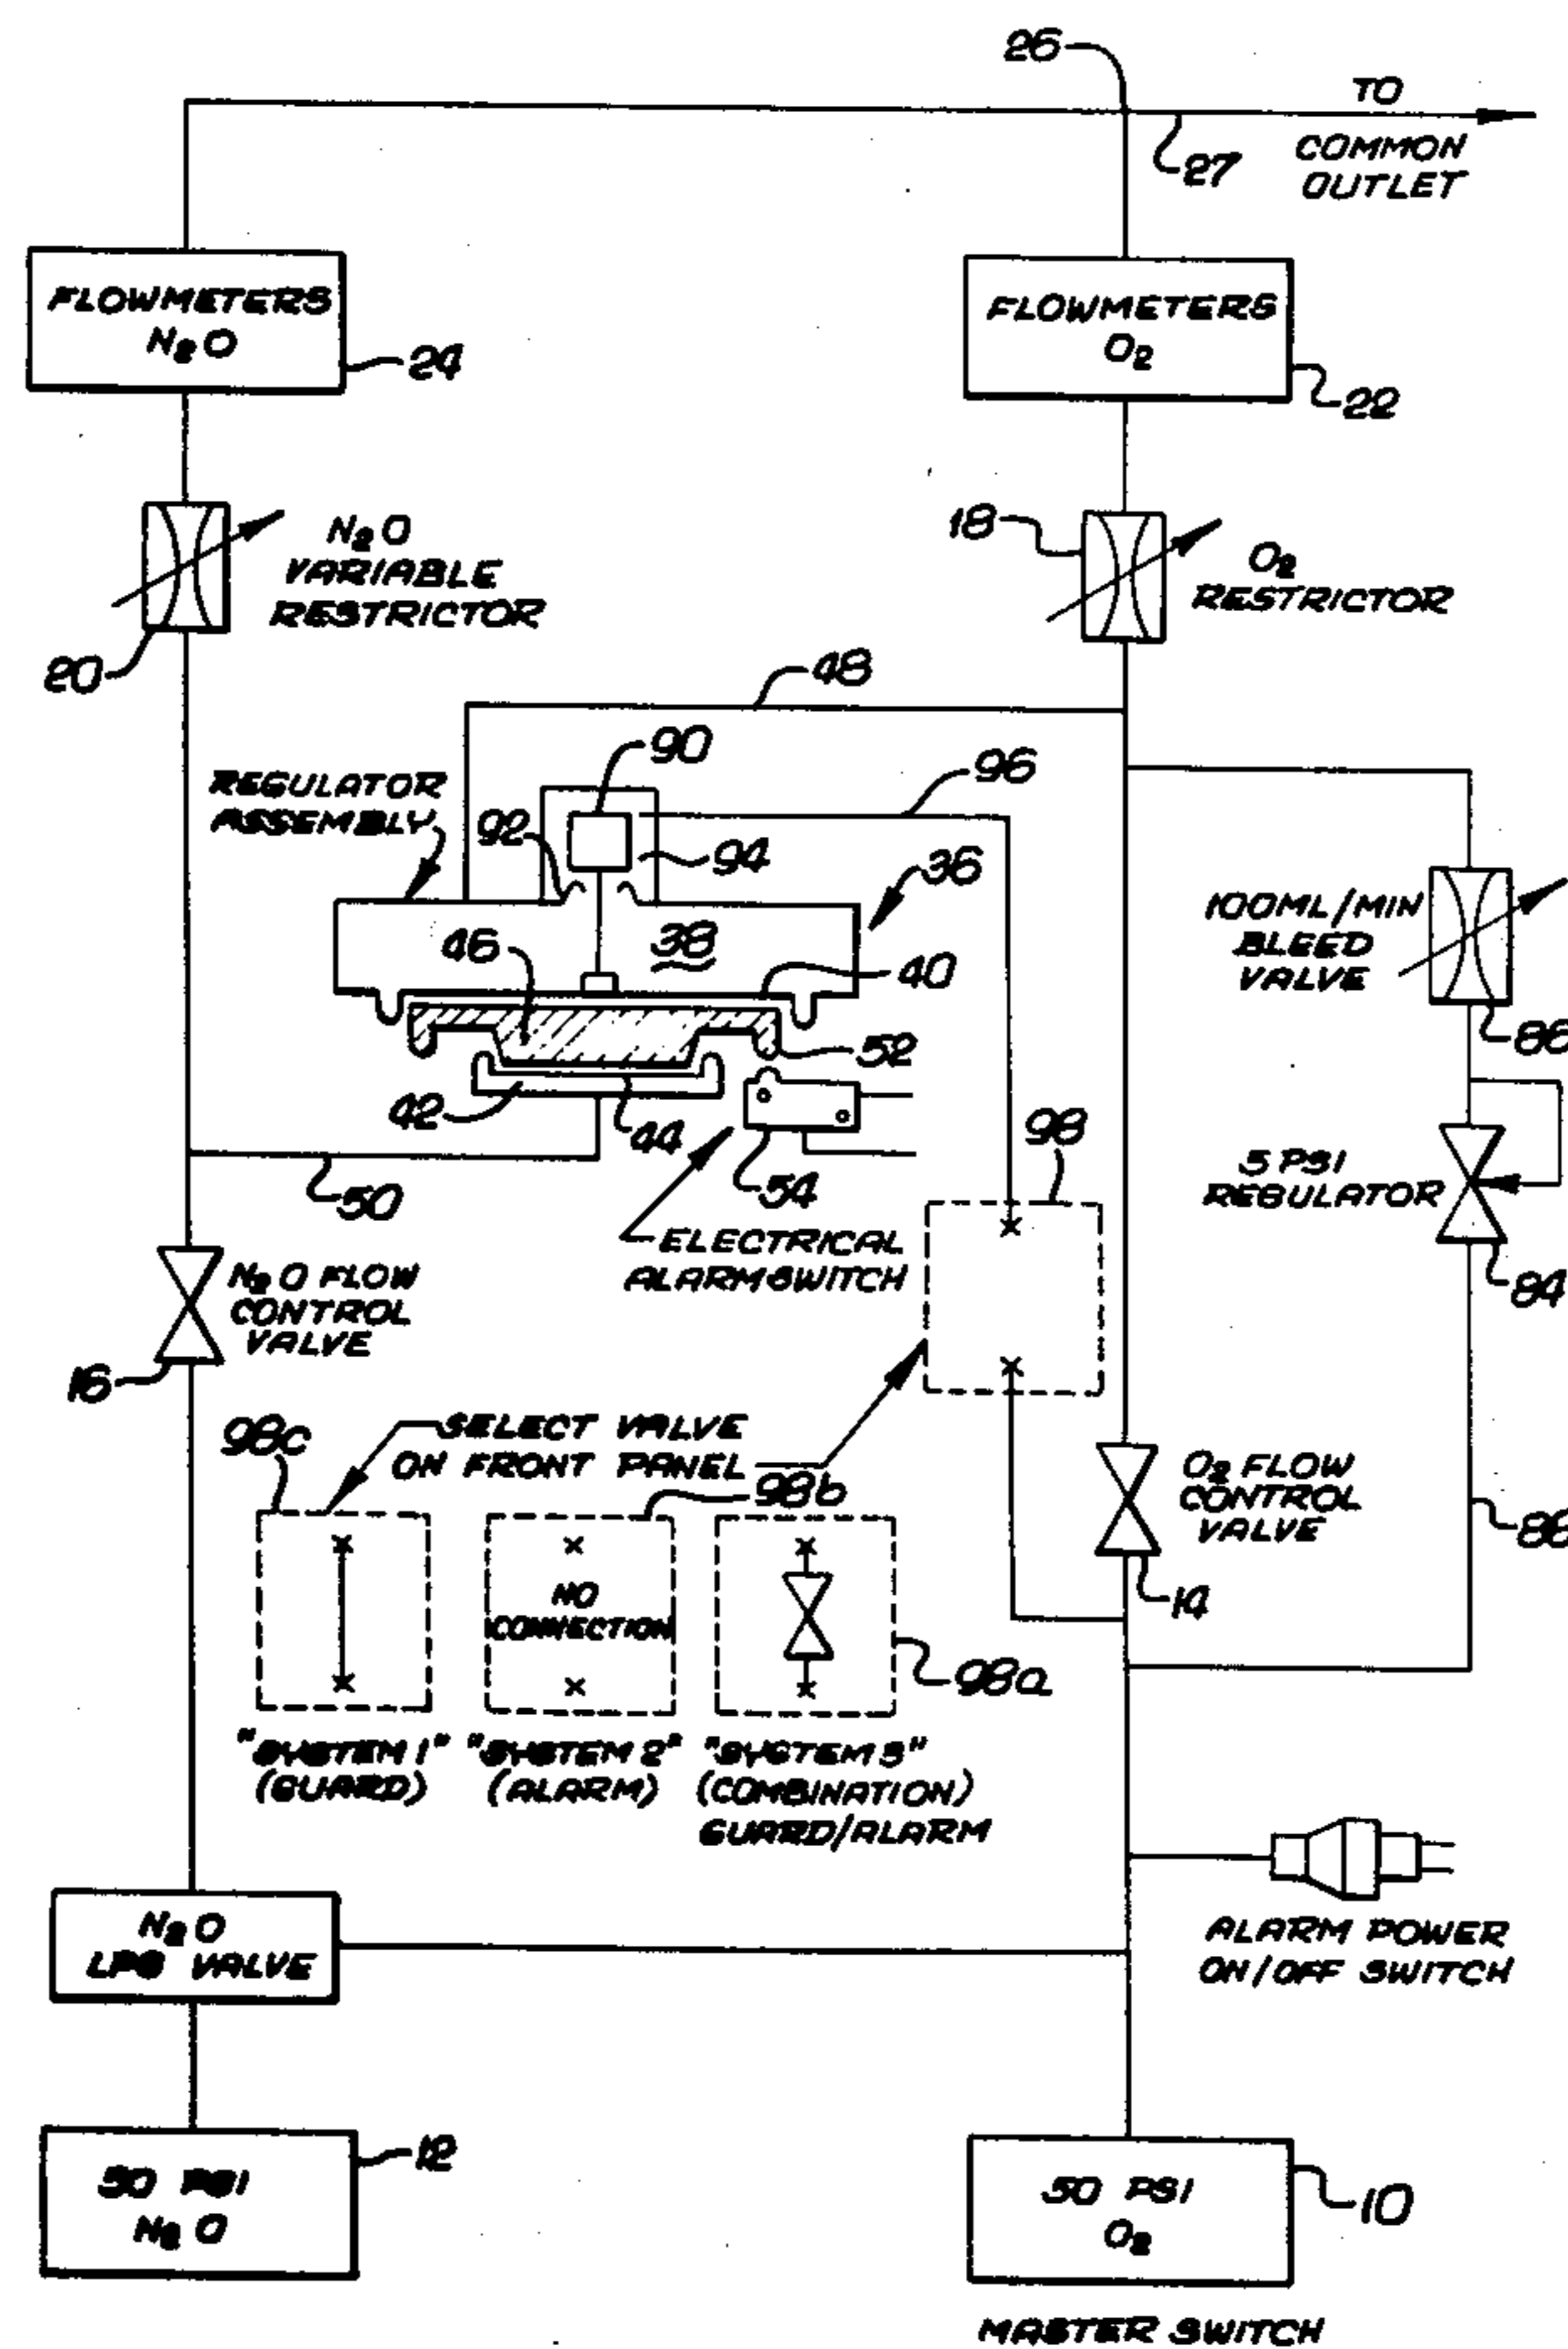 26
TO
COMMON
OUTLET
27
FLOWMETERS
N2O
24
FLOWMETERS
O2
22
N2O
VARIABLE
RESTRICTOR
20
18
O2
RESTRICTOR
48
90
96
REGULATOR
ASSEMBLY
92
94
36
38
46
40
52
42
44
54
50
100ML/MIN
BLEED
VALVE
86
98
5 PSI
REGULATOR
84
ELECTRICAL
ALARM SWITCH
N2O FLOW
CONTROL
VALVE
16
98c
SELECT VALVE
ON FRONT PANEL
98b
O2 FLOW
CONTROL
VALVE
88
14
NO
CONNECTION
98a
"SYSTEM 1"
(GUARD)
"SYSTEM 2"
(ALARM)
"SYSTEM 3"
(COMBINATION)
GUARD/ALARM
N2O
LPS VALVE
ALARM POWER
ON/OFF SWITCH
50 PSI
N2O
12
50 PSI
O2
10
MASTER SWITCH